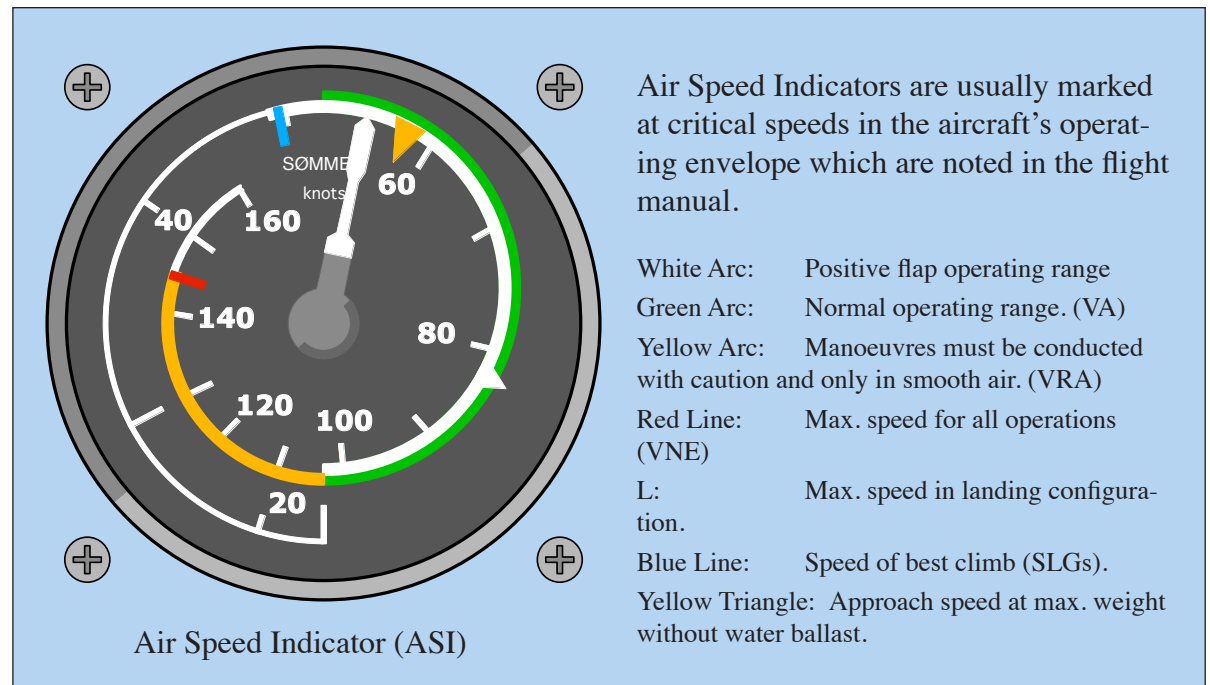 SØMME
knots
60
40
160
140
80
120
100
20
Air Speed Indicator (ASI)
Air Speed Indicators are usually marked
at critical speeds in the aircraft’s operat-
ing envelope which are noted in the flight
manual.
White Arc: Positive flap operating range
Green Arc: Normal operating range. (VA)
Yellow Arc: Manoeuvres must be conducted
with caution and only in smooth air. (VRA)
Red Line: Max. speed for all operations
(VNE)
L: Max. speed in landing configura-
tion.
Blue Line: Speed of best climb (SLGs).
Yellow Triangle: Approach speed at max. weight
without water ballast.